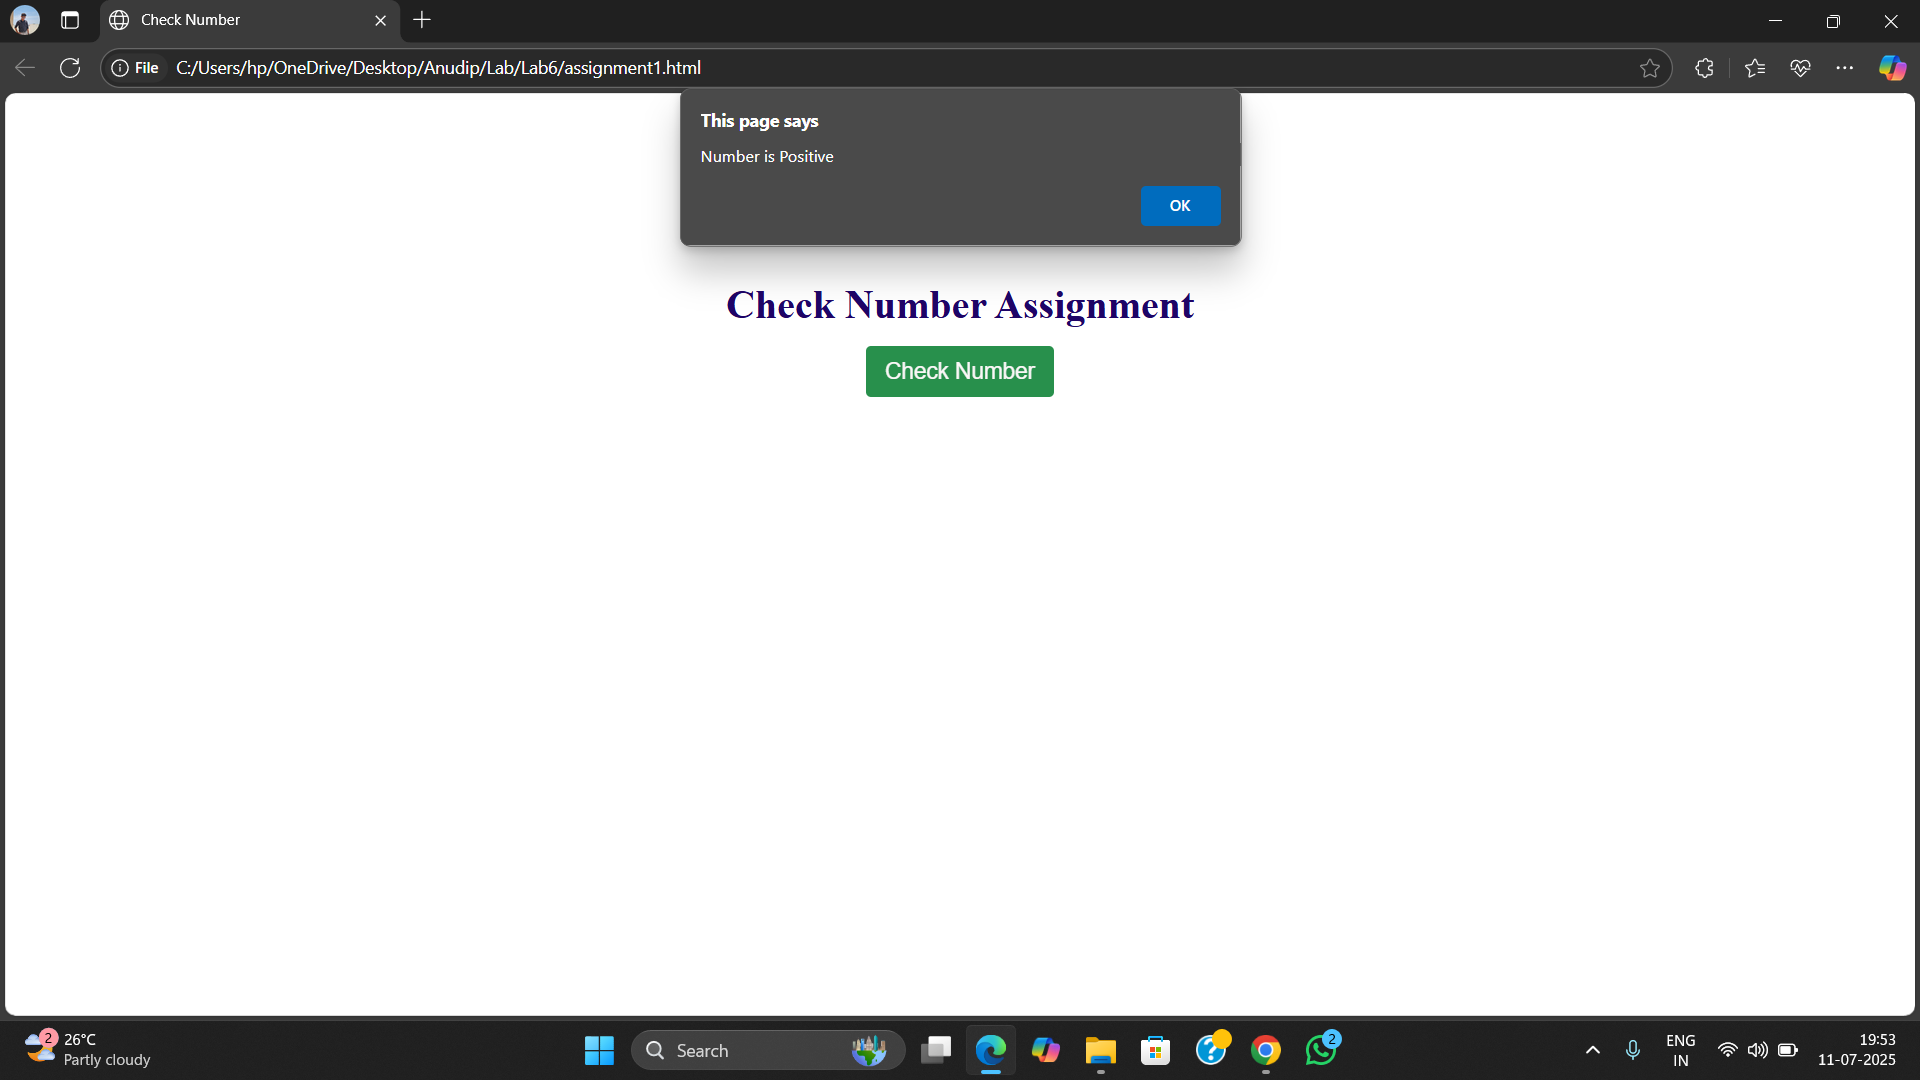 Check Number
File
C:/Users/hp/OneDrive/Desktop/Anudip/Lab/Lab6/assignment1.html
This page says
Number is Positive
OK
Check Number Assignment
Check Number
2
26°C
Partly cloudy
Search
2
ENG
IN
19:53
11-07-2025